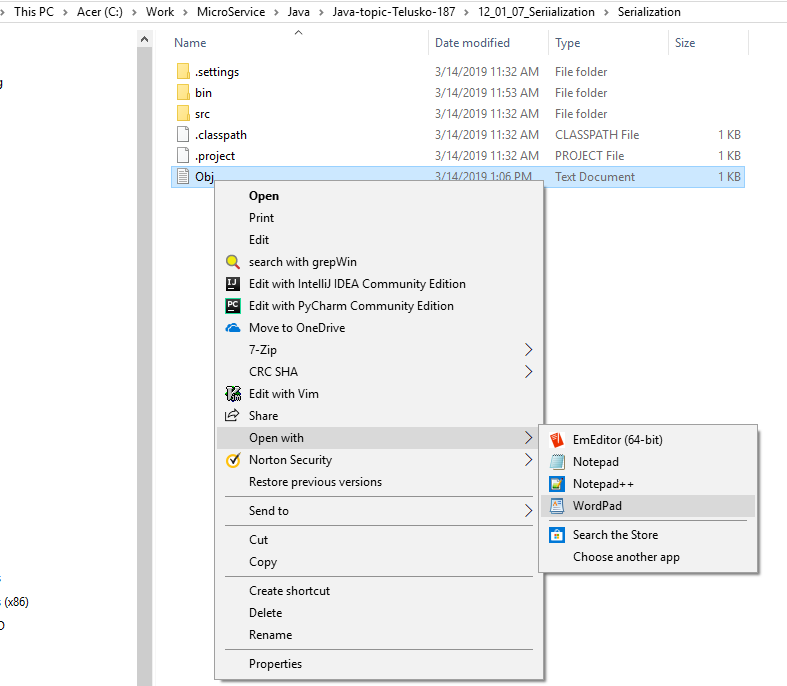 This PC > Acer (C:) > Work > MicroService > Java > Java-topic-Telusko-187 > 12_01_07_Seriialization > Serialization
Name Date modified Type Size
.settings 3/14/2019 11:32 AM File folder
bin 3/14/2019 11:53 AM File folder
src 3/14/2019 11:32 AM File folder
.classpath 3/14/2019 11:32 AM CLASSPATH File 1 KB
.project 3/14/2019 11:32 AM PROJECT File 1 KB
Obj 3/14/2019 1:06 PM Text Document 1 KB
Open
Print
Edit
search with grepWin
Edit with IntelliJ IDEA Community Edition
Edit with PyCharm Community Edition
Move to OneDrive
7-Zip
CRC SHA
Edit with Vim
Share
Open with
Norton Security
Restore previous versions
Send to
Cut
Copy
Create shortcut
Delete
Rename
Properties
EmEditor (64-bit)
Notepad
Notepad++
WordPad
Search the Store
Choose another app
(x86)